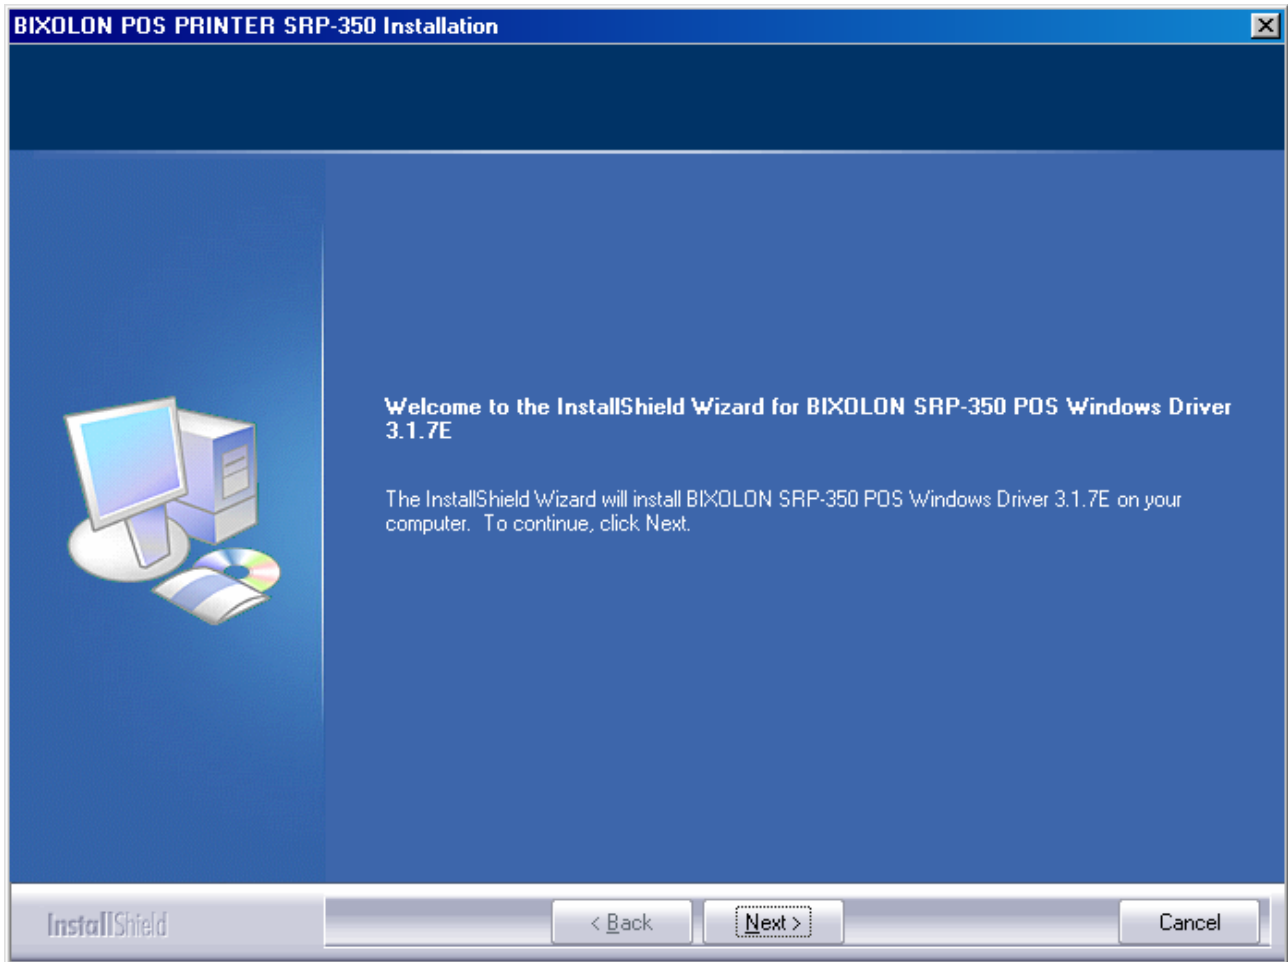 BIXOLON POS PRINTER SRP-350 Installation
Welcome to the InstallShield Wizard for BIXOLON SRP-350 POS Windows Driver
3.1.7E
The InstallShield Wizard will install BIXOLON SRP-350 POS Windows Driver 3.1.7E on your
computer.  To continue, click Next.
InstallShield
< Back
Next >
Cancel